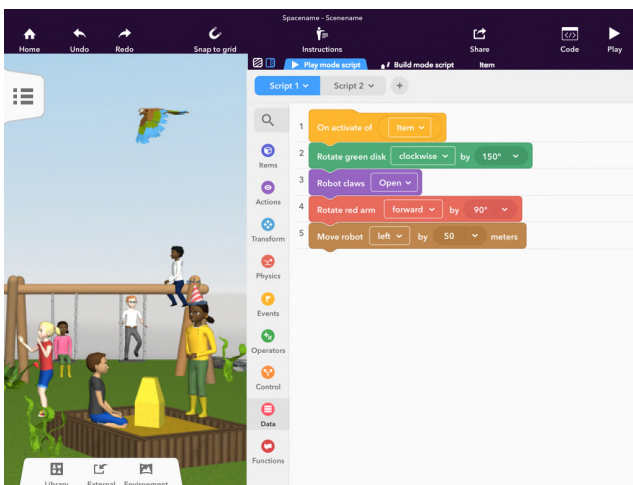 Spacename - Scenename
Home Undo Redo Snap to grid Instructions Share Code Play
Play mode script Build mode script Item
Script 1 Script 2 +
1 On activate of Item
2 Rotate green disk clockwise by 150°
3 Robot claws Open
4 Rotate red arm forward by 90°
5 Move robot left by 50 meters
Items
Actions
Transform
Physics
Events
Operators
Control
Data
Functions
Library External Environment